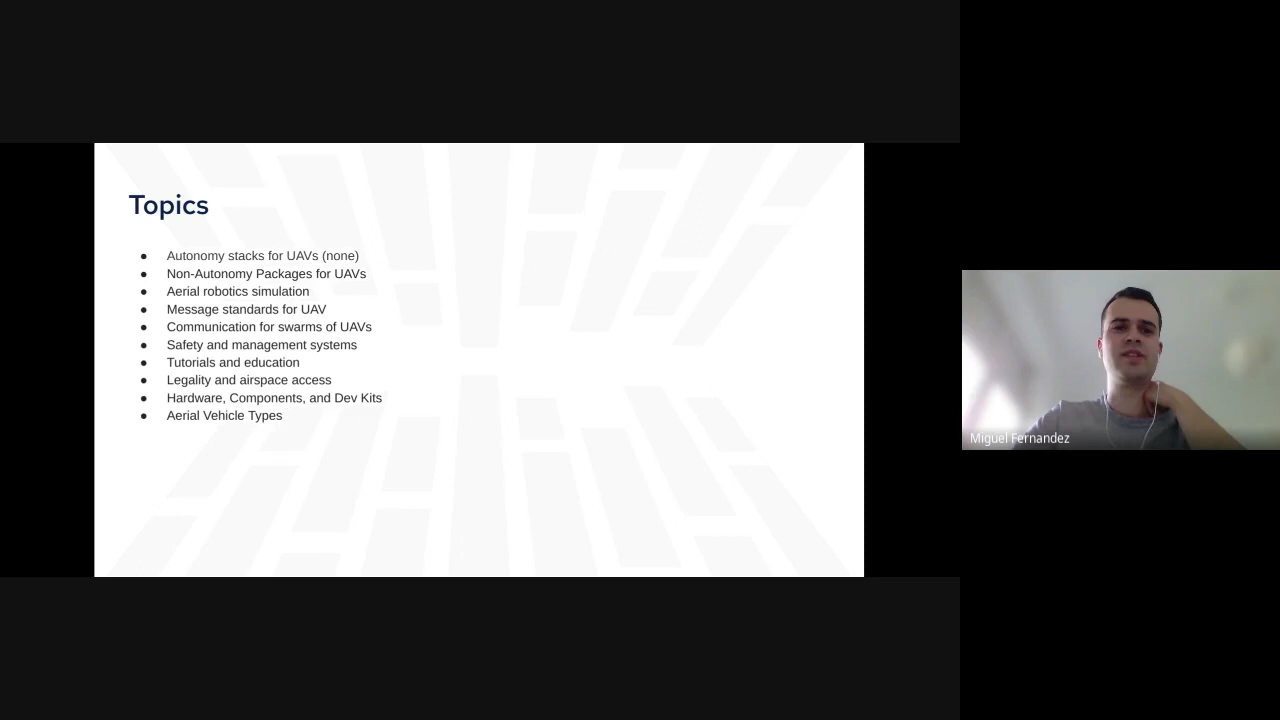 Topics
● Autonomy stacks for UAVs (none)
● Non-Autonomy Packages for UAVs
● Aerial robotics simulation
● Message standards for UAV
● Communication for swarms of UAVs
● Safety and management systems
● Tutorials and education
● Legality and airspace access
● Hardware, Components, and Dev Kits
● Aerial Vehicle Types
Miguel Fernandez